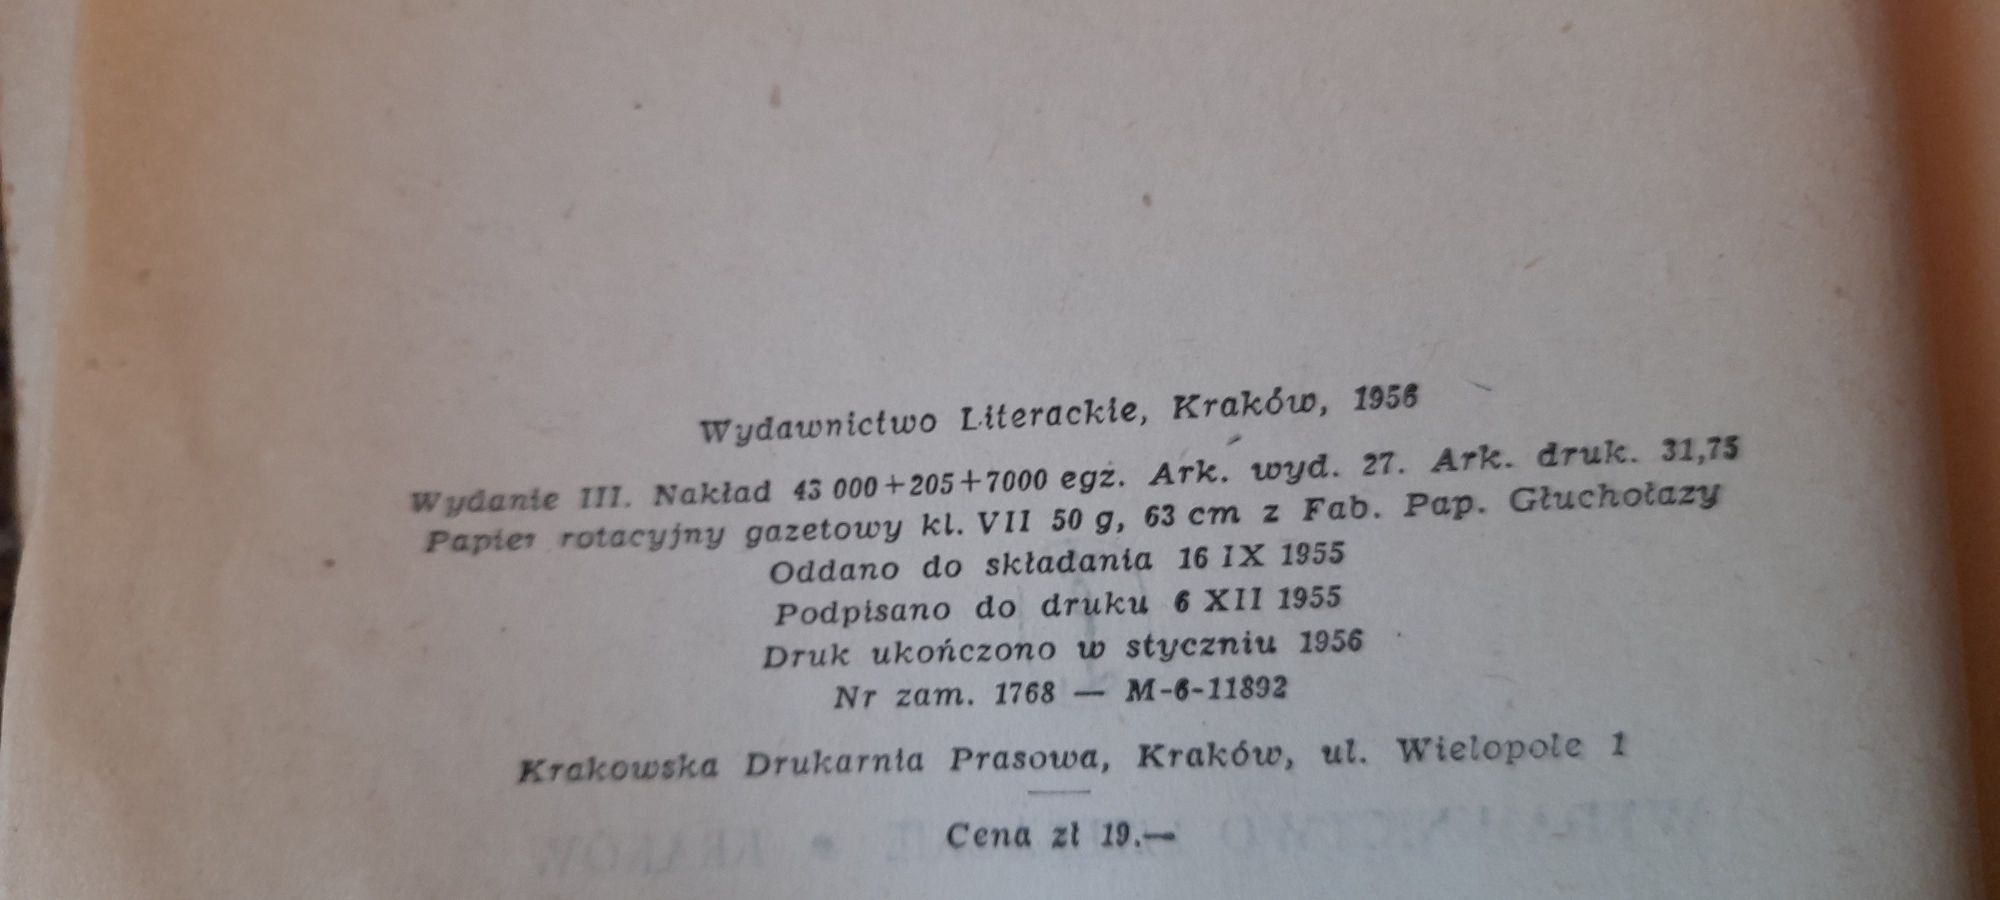 Wydawnictwo Literackie, Kraków, 1956
Wydanie III. Nakład 43 000+205+7000 egz. Ark. wyd. 27. Ark. druk. 31,75
Papier rotacyjny gazetowy kl. VII 50 g, 63 cm z Fab. Pap. Głuchołazy
Oddano do składania 16 IX 1955
Podpisano do druku 6 XII 1955
Druk ukończono w styczniu 1956
Nr zam. 1768 — M-6-11892
Krakowska Drukarnia Prasowa, Kraków, ul. Wielopole 1
Cena zł 19.—